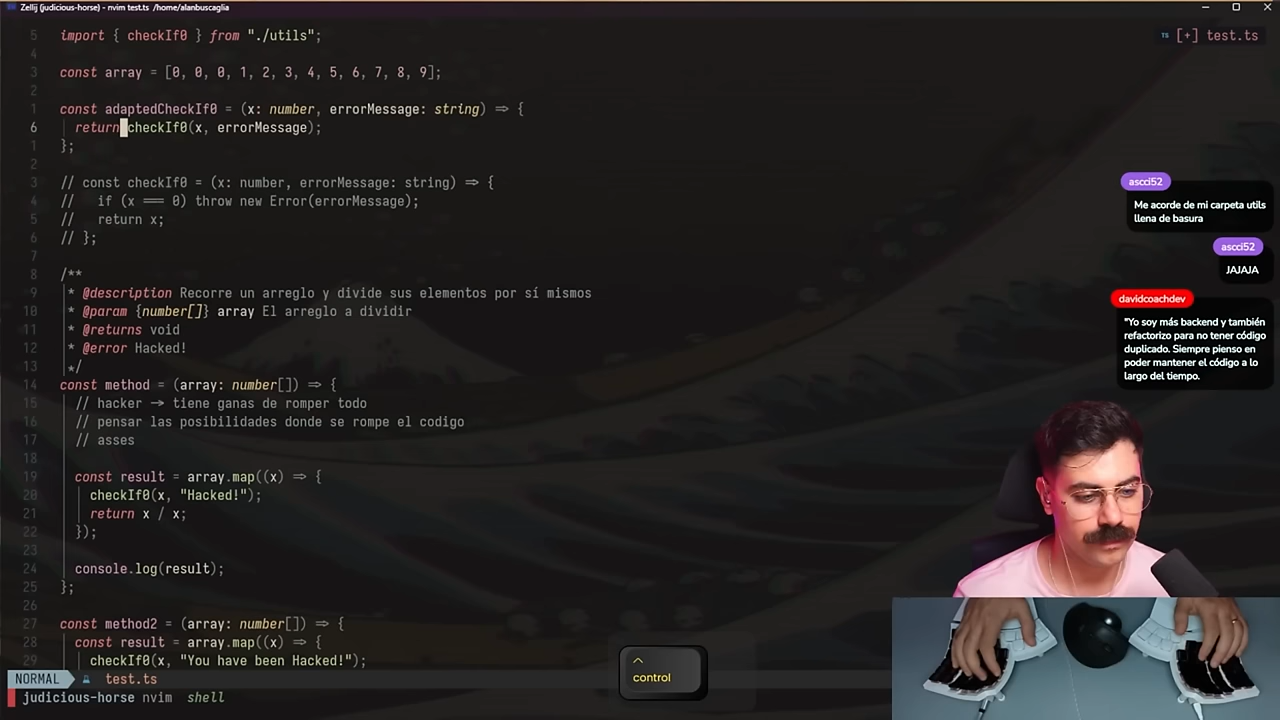 Zellij (judicious-horse) - nvim test.ts /home/alanbuscaglia
TS [+] test.ts
5 import { checkIf0 } from "./utils";
4
3 const array = [0, 0, 0, 1, 2, 3, 4, 5, 6, 7, 8, 9];
2
1 const adaptedCheckIf0 = (x: number, errorMessage: string) => {
6 return checkIf0(x, errorMessage);
1 };
2
3 // const checkIf0 = (x: number, errorMessage: string) => {
4 //   if (x === 0) throw new Error(errorMessage);
5 //   return x;
6 // };
7
8 /**
9 * @description Recorre un arreglo y divide sus elementos por sí mismos
10 * @param {number[]} array El arreglo a dividir
11 * @returns void
12 * @error Hacked!
13 */
14 const method = (array: number[]) => {
15 // hacker -> tiene ganas de romper todo
16 // pensar las posibilidades donde se rompe el codigo
17 // asses
18
19 const result = array.map((x) => {
20 checkIf0(x, "Hacked!");
21 return x / x;
22 });
23
24 console.log(result);
25 };
26
27 const method2 = (array: number[]) => {
28 const result = array.map((x) => {
29 checkIf0(x, "You have been Hacked!");
NORMAL test.ts
judicious-horse nvim shell
ascci52
Me acorde de mi carpeta utils
llena de basura
ascci52
JAJAJA
davidcoachdev
"Yo soy más backend y también
refactorizo para no tener código
duplicado. Siempre pienso en
poder mantener el código a lo
largo del tiempo.
^
control